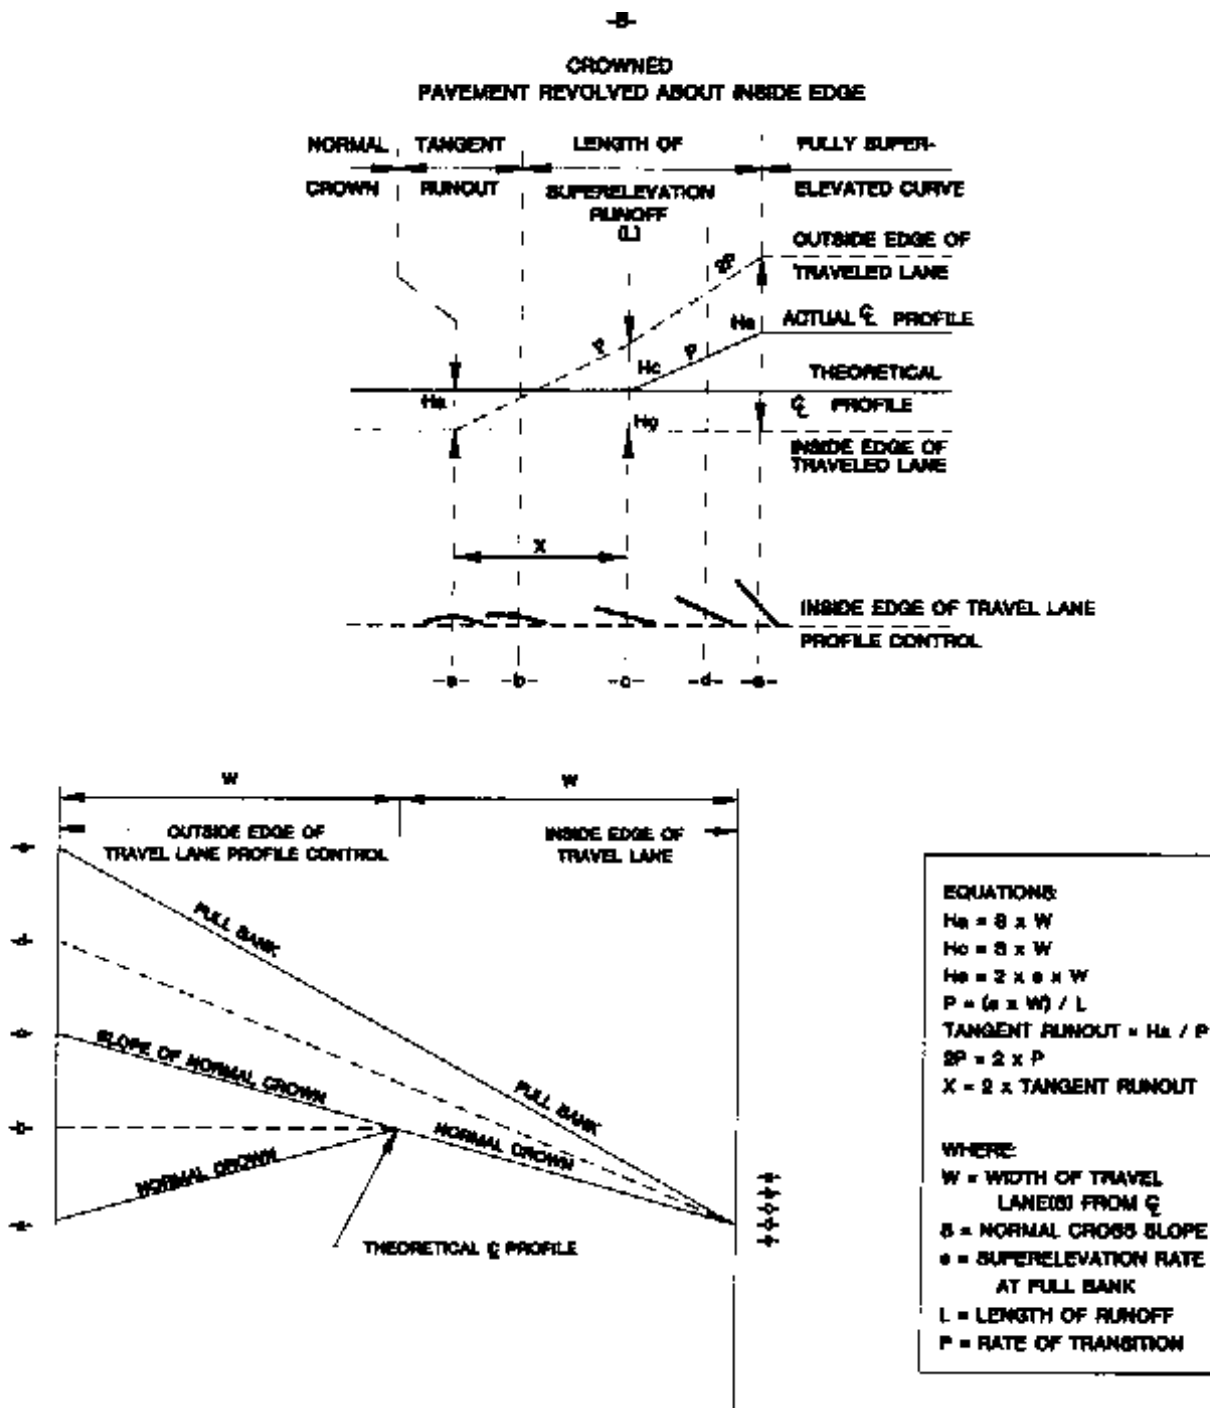 -B-
CROWNED
PAVEMENT REVOLVED ABOUT INSIDE EDGE
NORMAL
CROWN
TANGENT
RUNOUT
LENGTH OF
SUPERELEVATION
RUNOFF
(L)
FULLY SUPER-
ELEVATED CURVE
OUTSIDE EDGE OF
TRAVELED LANE
2P
He
ACTUAL ℄ PROFILE
P
P
Hc
THEORETICAL
℄ PROFILE
Ha
Hc
INSIDE EDGE OF
TRAVELED LANE
X
INSIDE EDGE OF TRAVEL LANE
PROFILE CONTROL
-a-
-b-
-c-
-d-
-e-
W
W
OUTSIDE EDGE OF
TRAVEL LANE PROFILE CONTROL
INSIDE EDGE OF
TRAVEL LANE
-e-
FULL BANK
-d-
-c-
SLOPE OF NORMAL CROWN
FULL BANK
-b-
NORMAL CROWN
NORMAL CROWN
-a-
THEORETICAL ℄ PROFILE
EQUATIONS:
Ha = S x W
Hc = S x W
He = 2 x e x W
P = (e x W) / L
TANGENT RUNOUT = Ha / P
2P = 2 x P
X = 2 x TANGENT RUNOUT
WHERE:
W = WIDTH OF TRAVEL
LANE(S) FROM ℄
S = NORMAL CROSS SLOPE
e = SUPERELEVATION RATE
AT FULL BANK
L = LENGTH OF RUNOFF
P = RATE OF TRANSITION